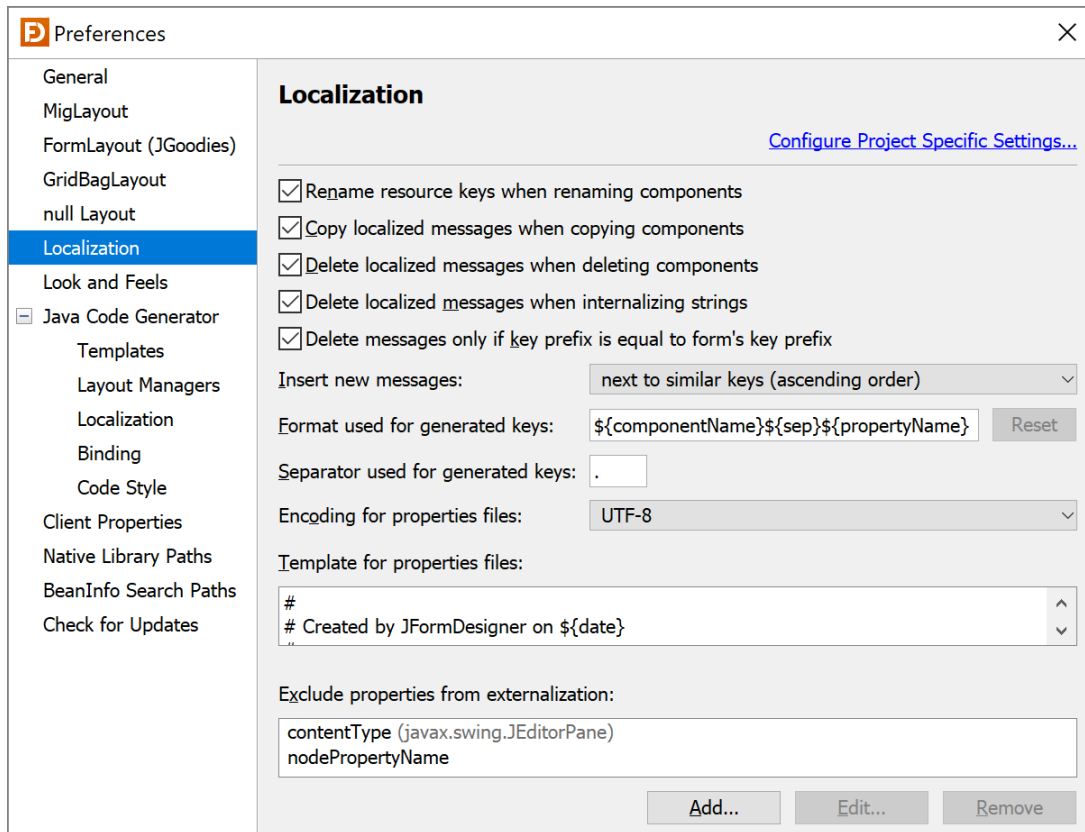 Preferences
General
MigLayout
FormLayout (JGoodies)
GridBagLayout
null Layout
Localization
Look and Feels
Java Code Generator
Templates
Layout Managers
Localization
Binding
Code Style
Client Properties
Native Library Paths
BeanInfo Search Paths
Check for Updates
Localization
Configure Project Specific Settings...
Rename resource keys when renaming components
Copy localized messages when copying components
Delete localized messages when deleting components
Delete localized messages when internalizing strings
Delete messages only if key prefix is equal to form's key prefix
Insert new messages: next to similar keys (ascending order)
Format used for generated keys: ${componentName}${sep}${propertyName} Reset
Separator used for generated keys: .
Encoding for properties files: UTF-8
Template for properties files:
#
# Created by JFormDesigner on ${date}
Exclude properties from externalization:
contentType (javax.swing.JEditorPane)
nodePropertyName
Add... Edit... Remove